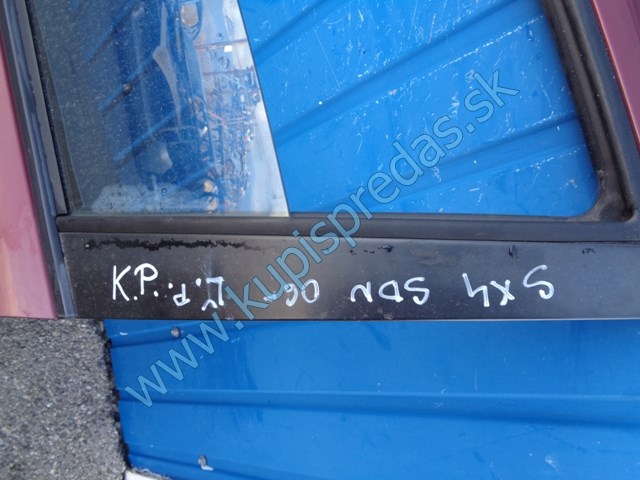 SX4 SDN 06- Ľ.P.
K.P.
www.kupispredas.sk